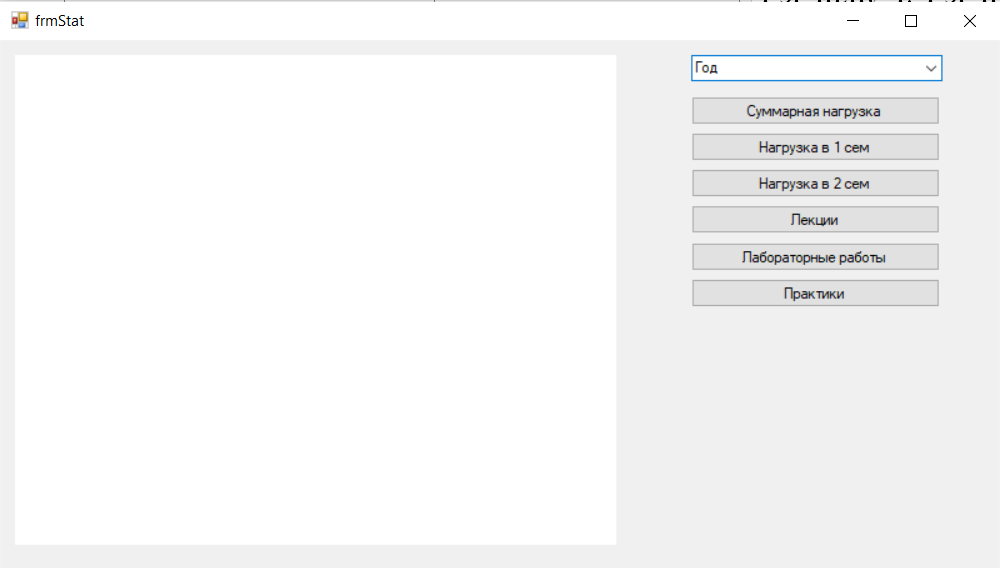 frmStat
Год
Суммарная нагрузка
Нагрузка в 1 сем
Нагрузка в 2 сем
Лекции
Лабораторные работы
Практики